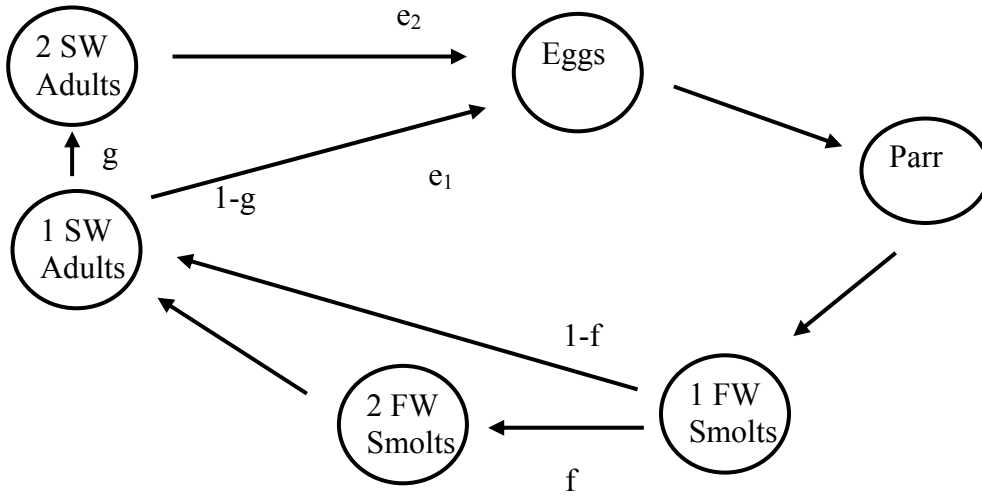 2 SW
Adults
e₂
Eggs
Parr
g
1-g
e₁
1 SW
Adults
1-f
2 FW
Smolts
1 FW
Smolts
f